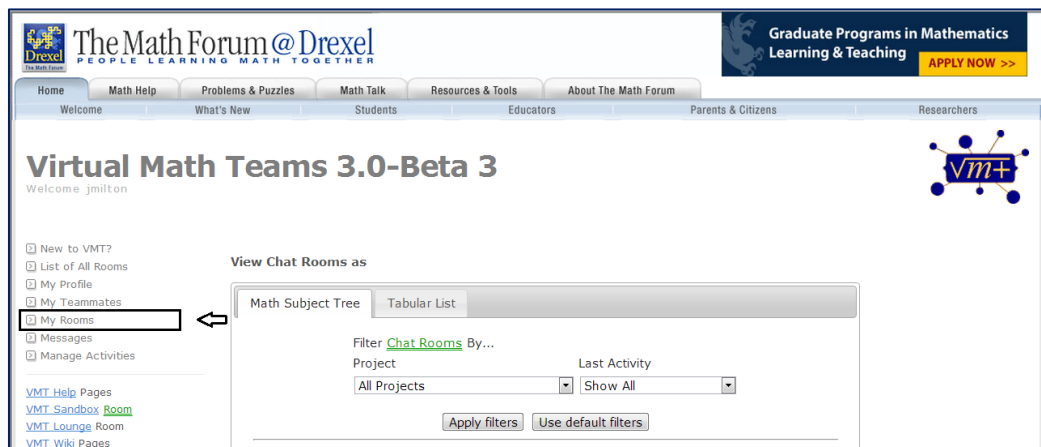 Drexel
The Math Forum
The Math Forum @ Drexel
PEOPLE LEARNING MATH TOGETHER
Graduate Programs in Mathematics
Learning & Teaching
APPLY NOW >>
Home Math Help Problems & Puzzles Math Talk Resources & Tools About The Math Forum
Welcome What's New Students Educators Parents & Citizens Researchers
Virtual Math Teams 3.0-Beta 3
Welcome jmilton
√m+
New to VMT?
List of All Rooms
My Profile
My Teammates
My Rooms
Messages
Manage Activities
VMT Help Pages
VMT Sandbox Room
VMT Lounge Room
VMT Wiki Pages
View Chat Rooms as
Math Subject Tree Tabular List
Filter Chat Rooms By...
Project Last Activity
All Projects Show All
Apply filters Use default filters